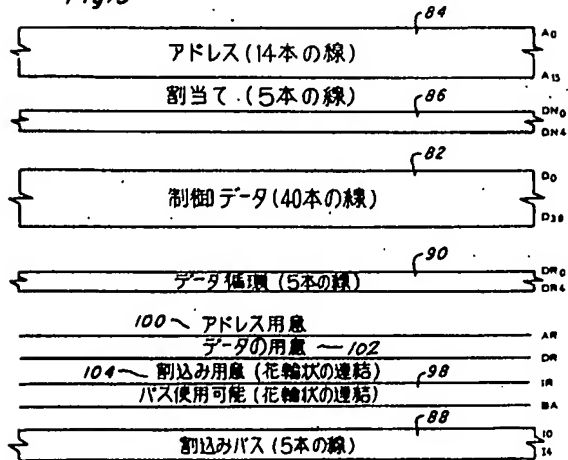 84
A0
アドレス(14本の線)
A13
割当て.(5本の線)
86
DN0
DN4
82
D0
制御データ(40本の線)
D39
90
DR0
データ循環(5本の線)
DR4
100 アドレス用意
AR
データの用意 102
DR
104 割込み用意(花輪状の連結) 98
IR
バス使用可能(花輪状の連結)
BA
88
I0
割込みバス(5本の線)
I4